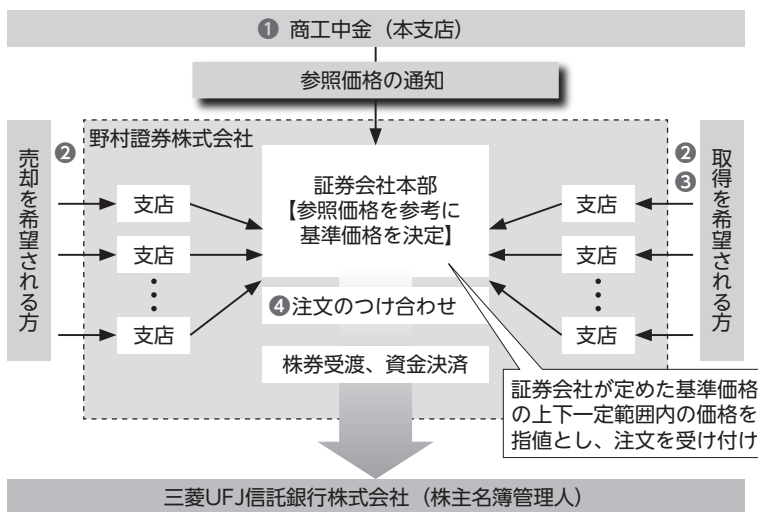 ❶ 商工中金（本支店）
参照価格の通知
野村證券株式会社
売却を希望される方
❷
支店
支店
支店
証券会社本部
【参照価格を参考に
基準価格を決定】
❹注文のつけ合わせ
株券受渡、資金決済
支店
支店
支店
❷
❸
取得を希望される方
証券会社が定めた基準価格
の上下一定範囲内の価格を
指値とし、注文を受け付け
三菱UFJ信託銀行株式会社（株主名簿管理人）